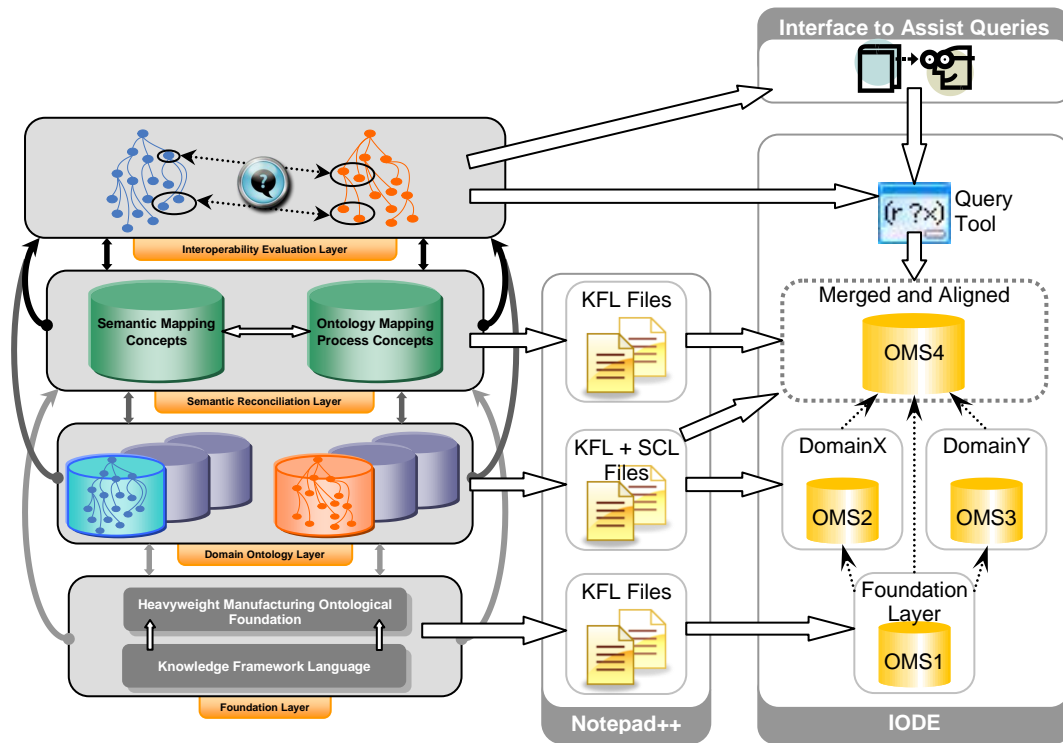 Interface to Assist Queries
?
Interoperability Evaluation Layer
(r ?x)
Query
Tool
Semantic Mapping
Concepts
Ontology Mapping
Process Concepts
Semantic Reconciliation Layer
KFL Files
Merged and Aligned
OMS4
Domain Ontology Layer
KFL + SCL
Files
DomainX
OMS2
DomainY
OMS3
Heavyweight Manufacturing Ontological
Foundation
Knowledge Framework Language
Foundation Layer
KFL Files
Notepad++
Foundation
Layer
OMS1
IODE